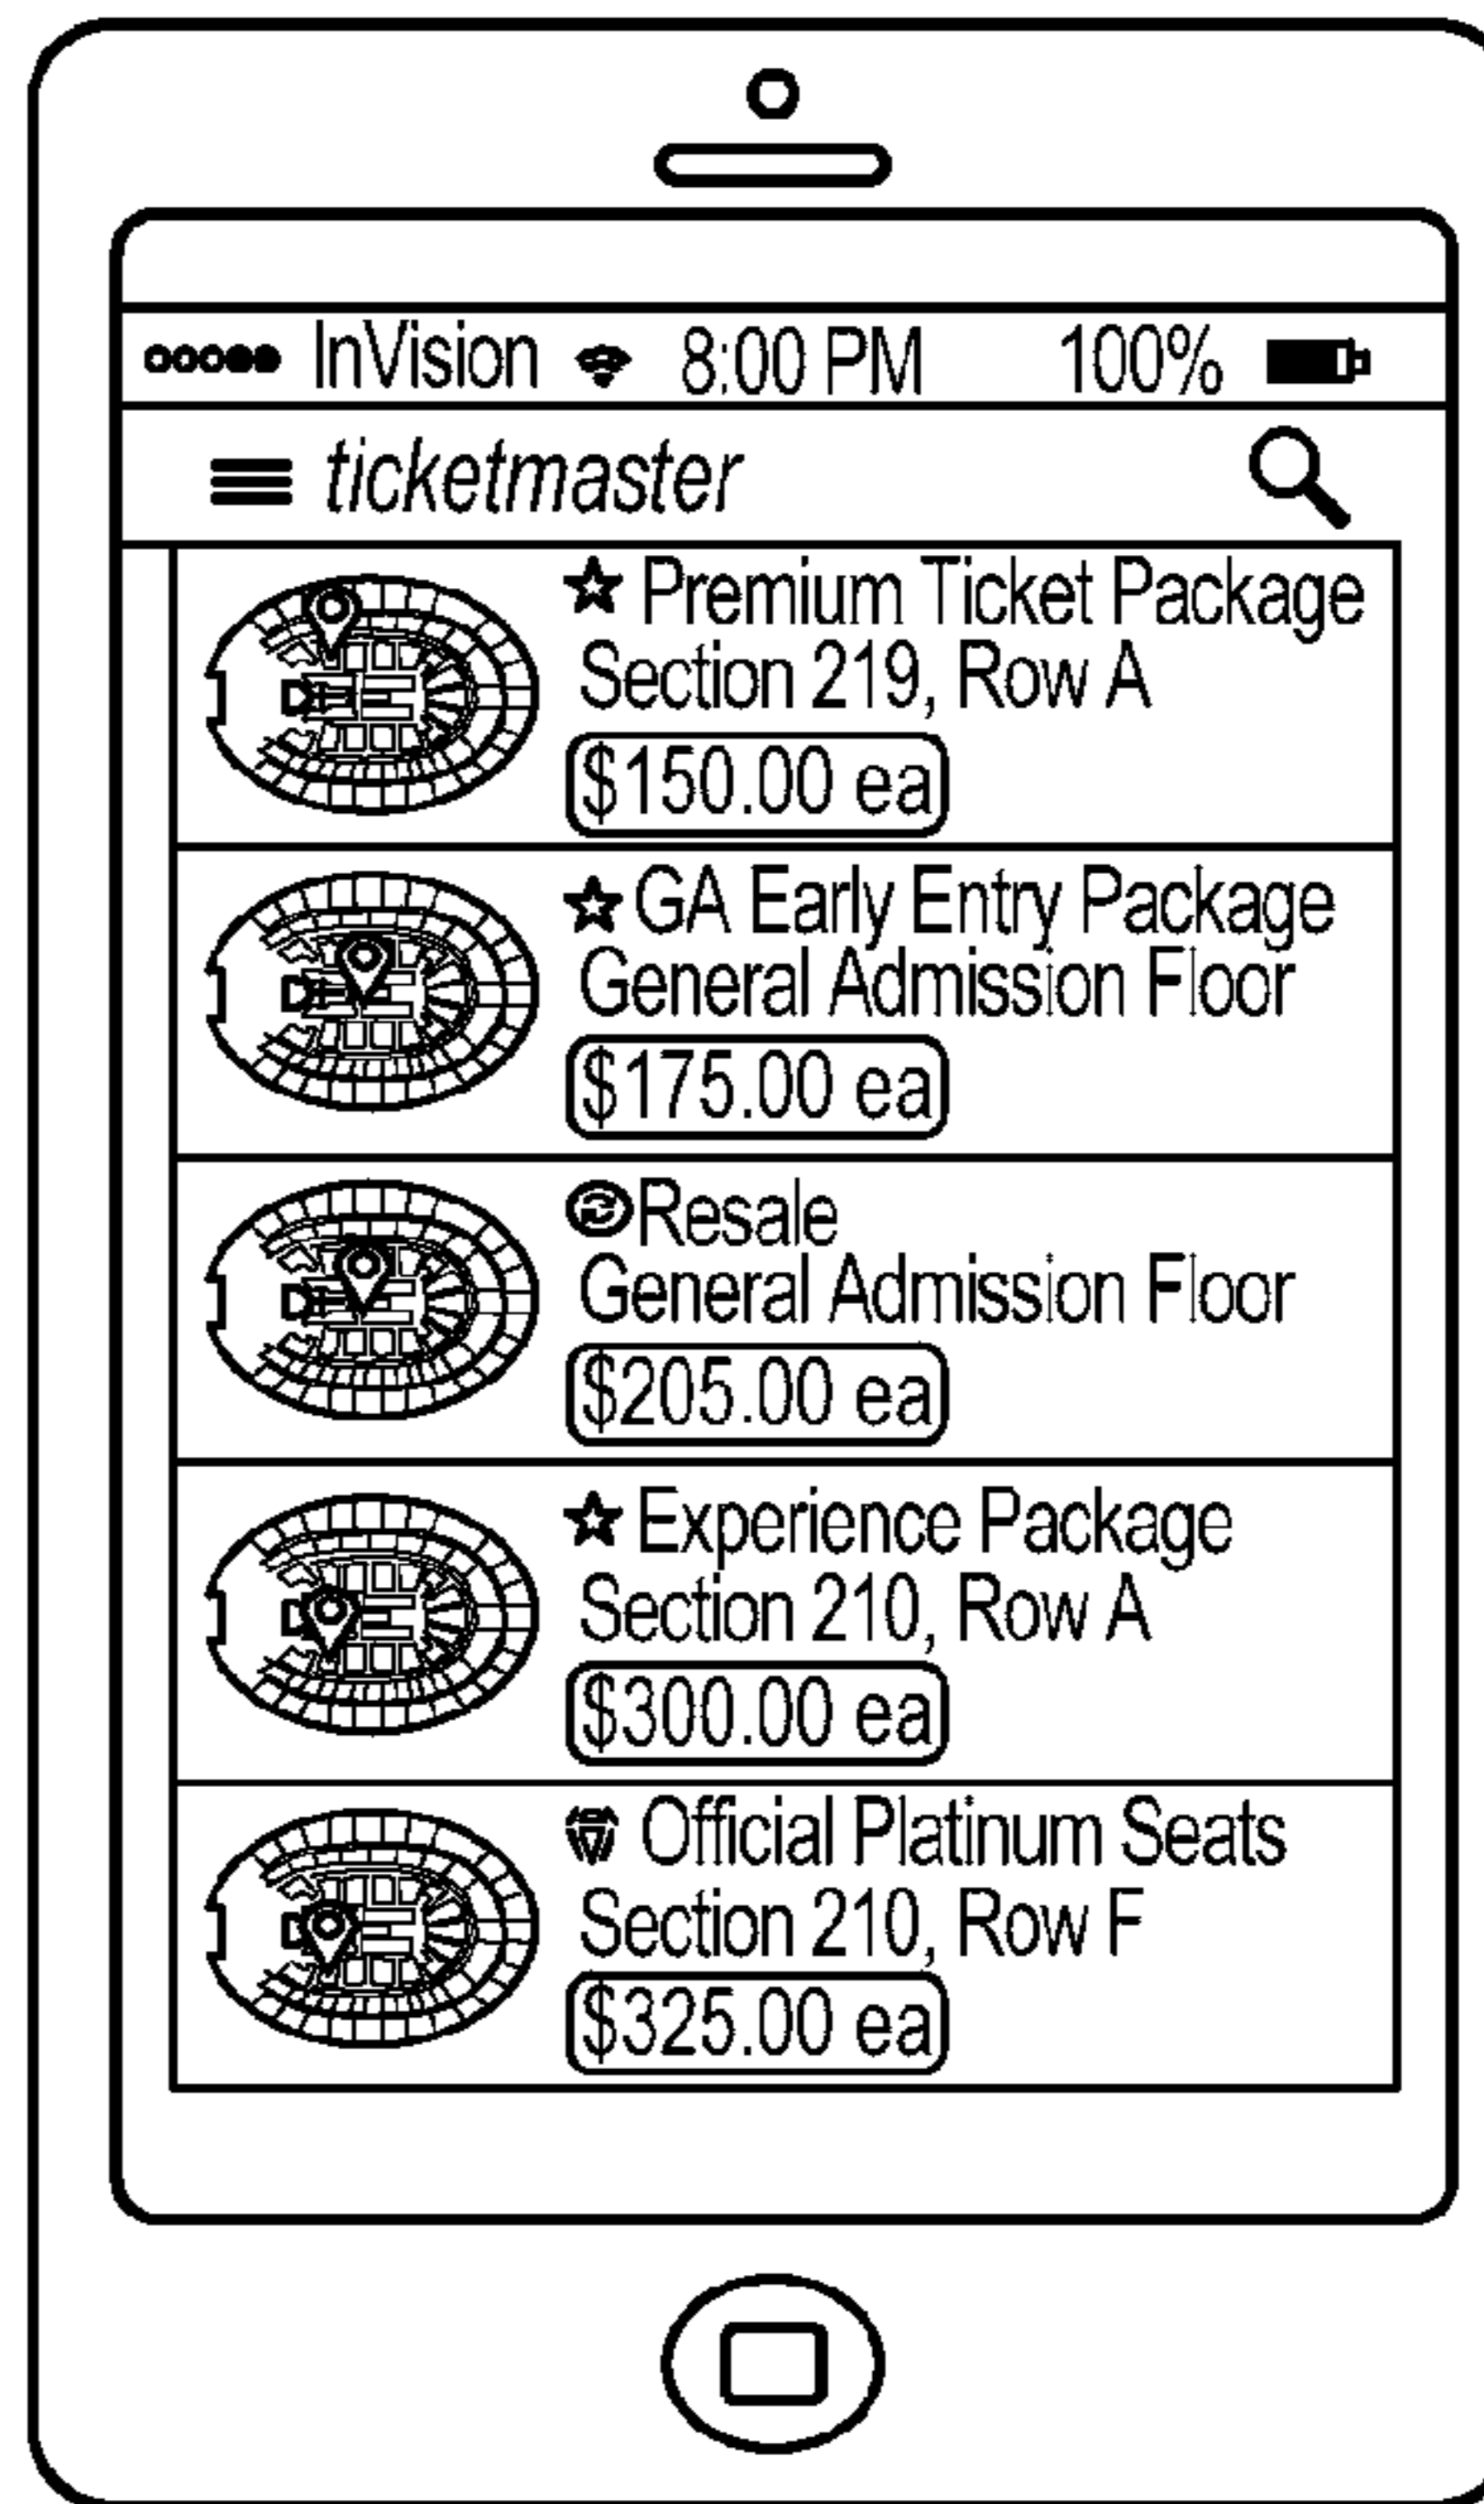 InVision 8:00 PM 100%
ticketmaster
Premium Ticket Package
Section 219, Row A
$150.00 ea
GA Early Entry Package
General Admission Floor
$175.00 ea
Resale
General Admission Floor
$205.00 ea
Experience Package
Section 210, Row A
$300.00 ea
Official Platinum Seats
Section 210, Row F
$325.00 ea